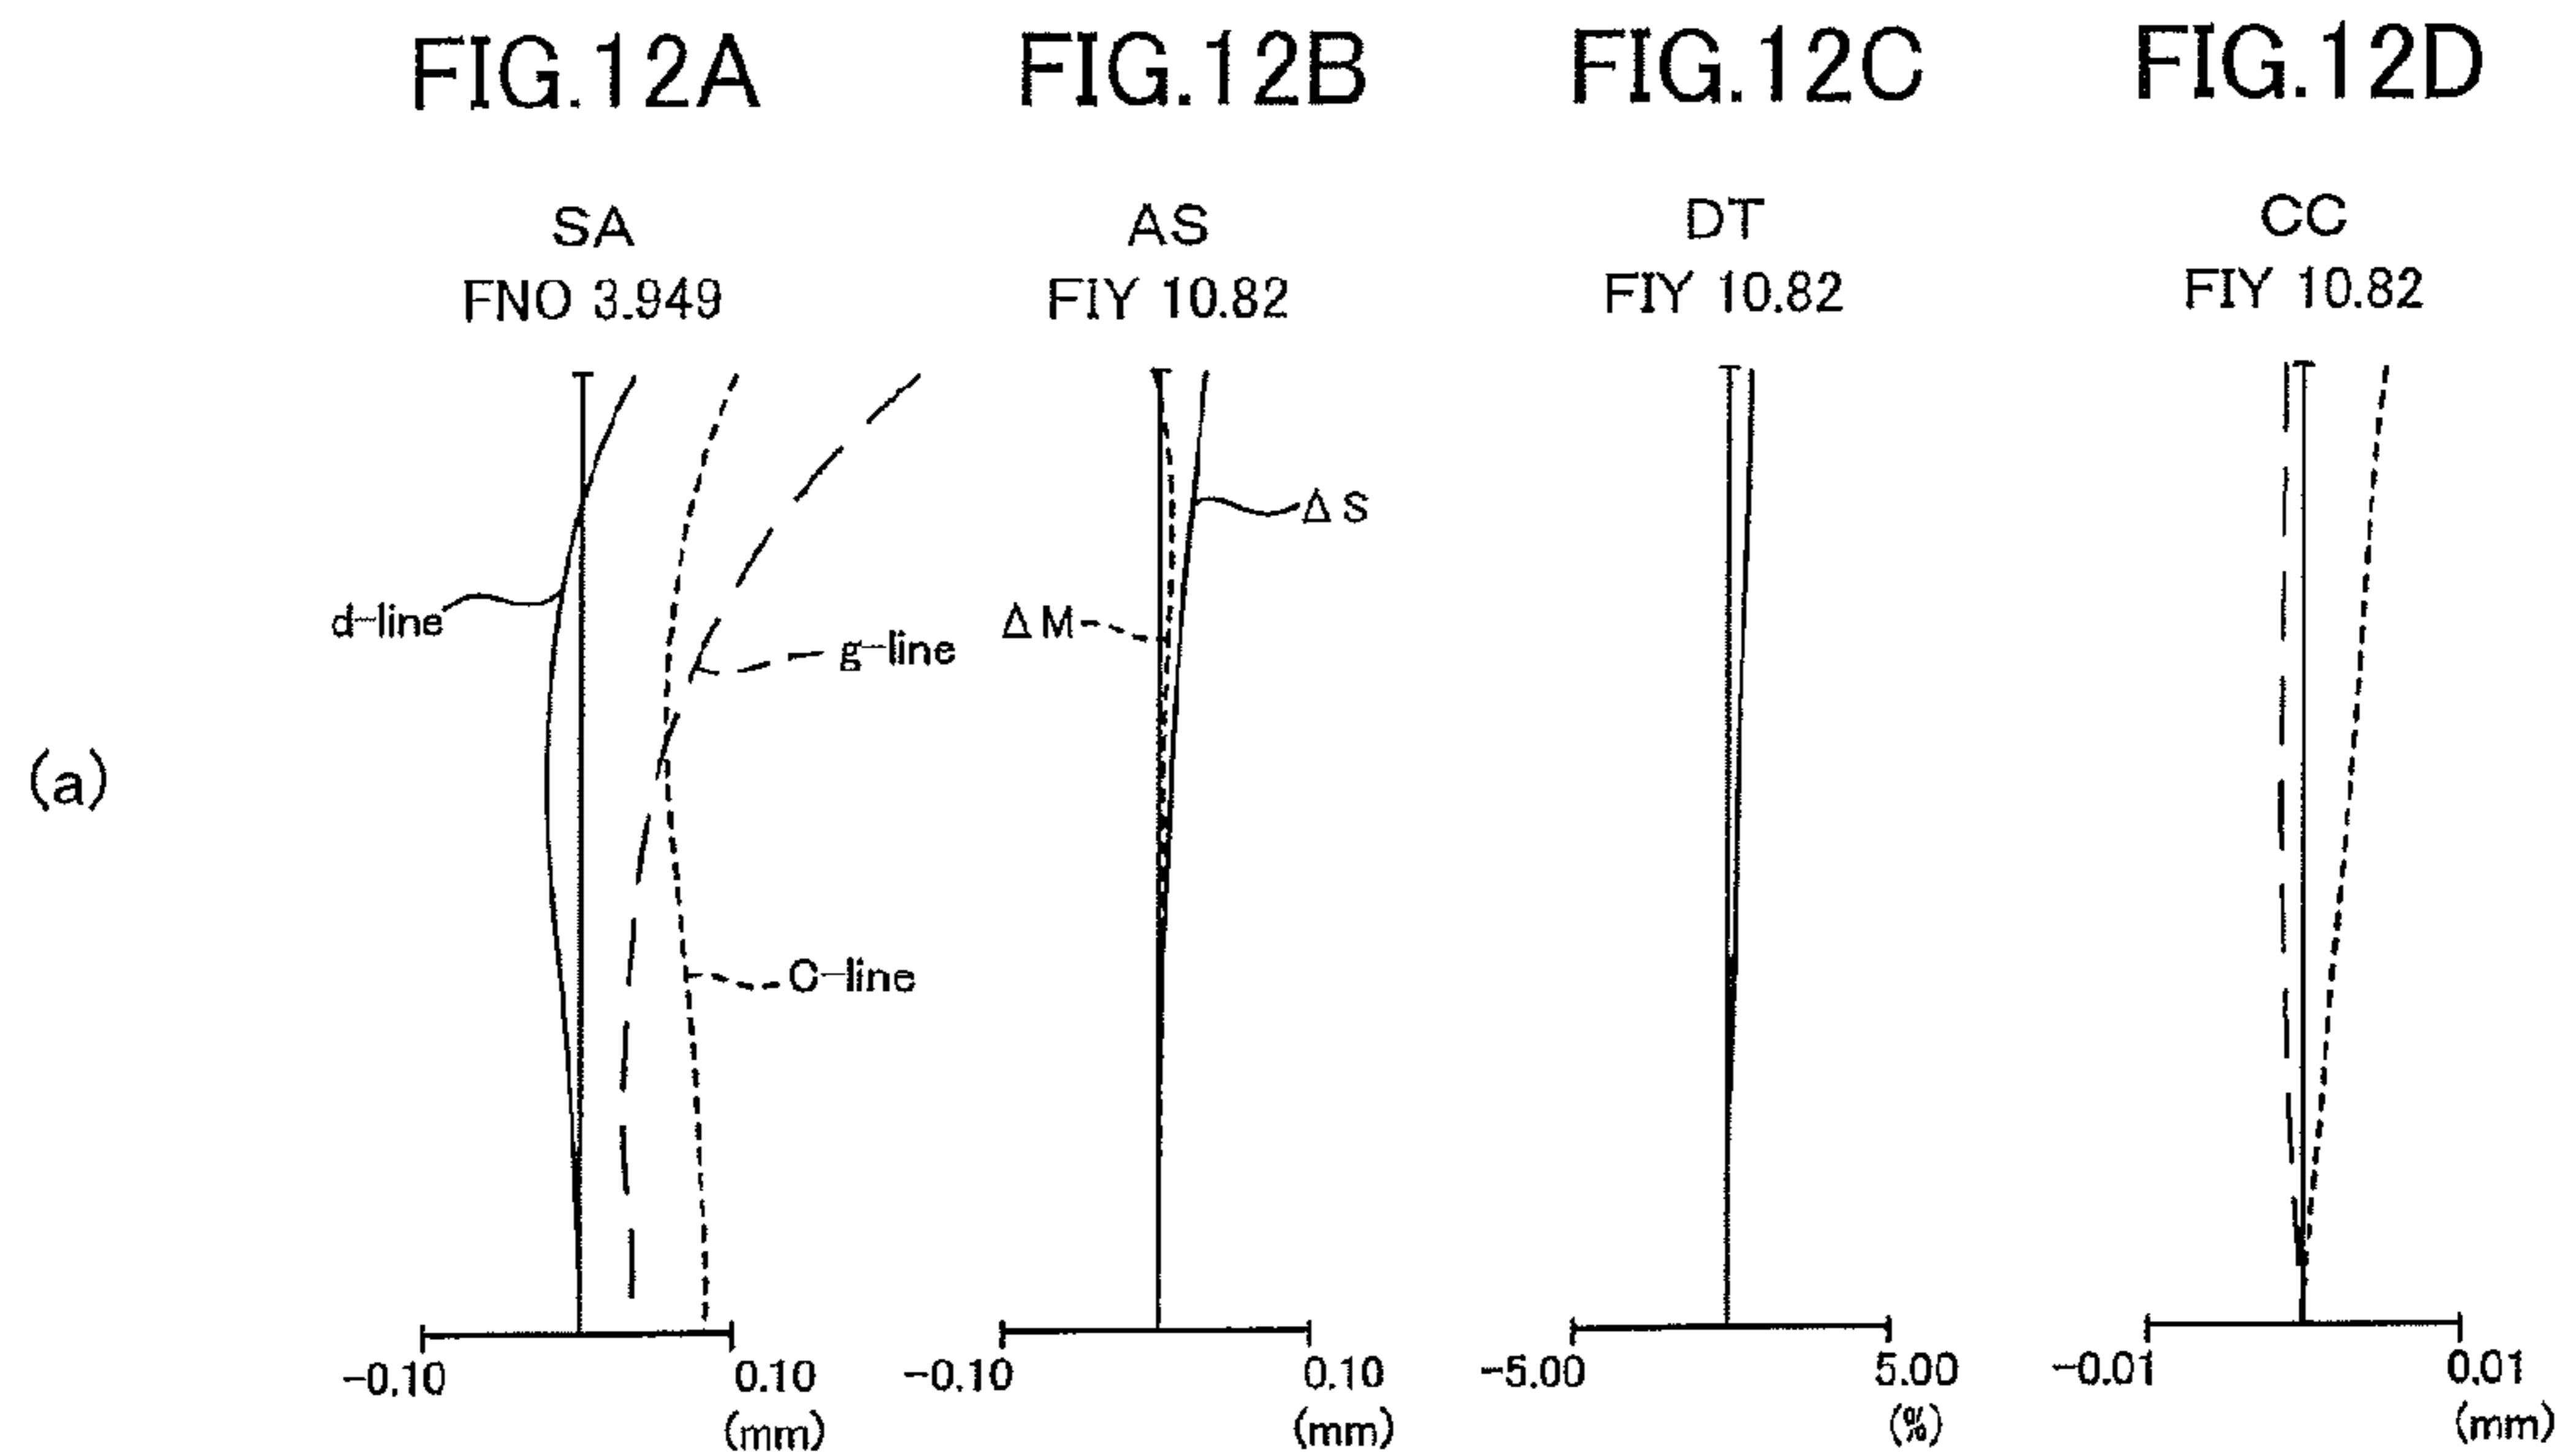 FIG.12A FIG.12B FIG.12C FIG.12D
SA AS DT CC
FNO 3.949 FIY 10.82 FIY 10.82 FIY 10.82
ΔS
d-line ΔM g-line
(a)
C-line
-0.10 0.10 -0.10 0.10 -5.00 5.00 -0.01 0.01
(mm) (mm) (%) (mm)